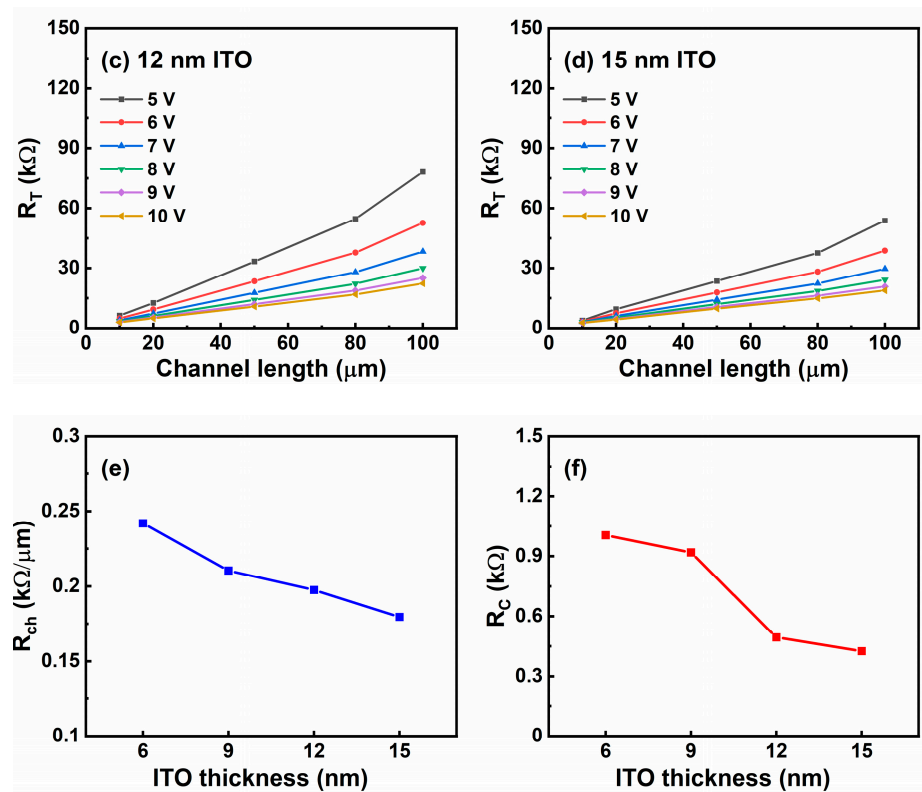 (c) 12 nm ITO
5 V
6 V
7 V
8 V
9 V
10 V
150
120
90
60
30
0
R_T (kΩ)
20
40
60
80
100
Channel length (μm)
(d) 15 nm ITO
5 V
6 V
7 V
8 V
9 V
10 V
150
120
90
60
30
0
R_T (kΩ)
20
40
60
80
100
Channel length (μm)
(e)
0.3
0.25
0.2
0.15
0.1
R_ch (kΩ/μm)
6
9
12
15
ITO thickness (nm)
(f)
1.5
1.2
0.9
0.6
0.3
0
R_C (kΩ)
6
9
12
15
ITO thickness (nm)